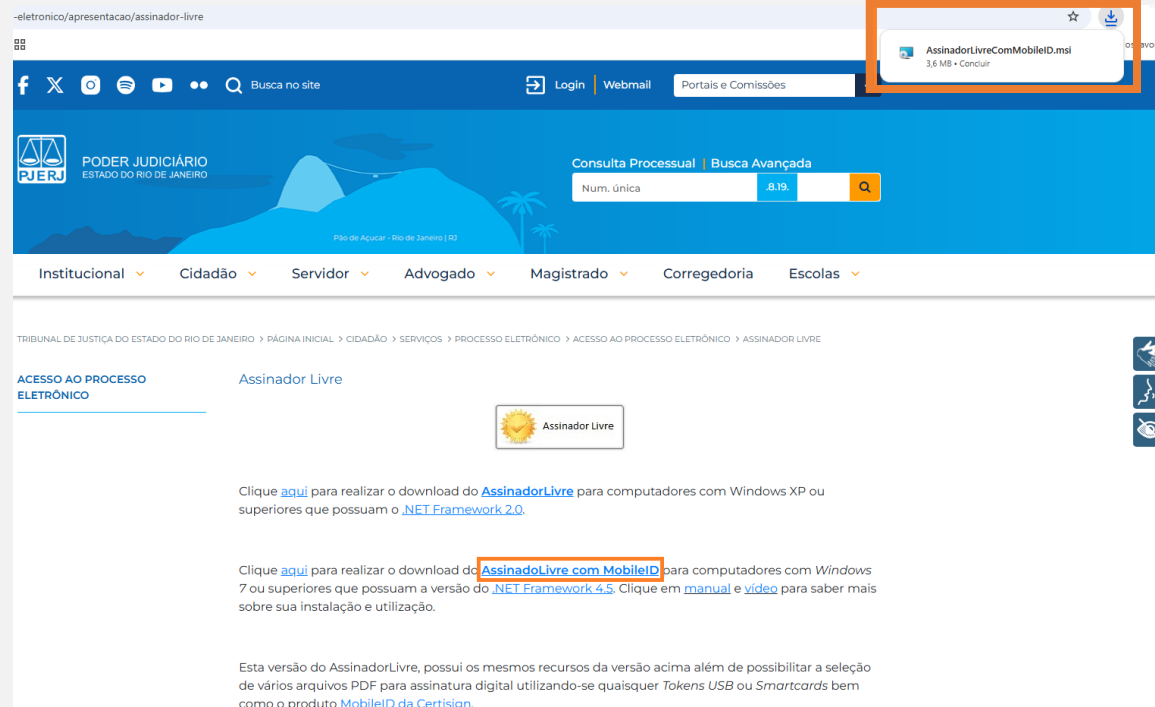 -eletronico/apresentacao/assinador-livre
AssinadorLivreComMobileID.msi
3,6 MB • Concluir
Busca no site
Login | Webmail
Portais e Comissões
PJERJ
PODER JUDICIÁRIO
ESTADO DO RIO DE JANEIRO
Consulta Processual | Busca Avançada
Num. única
.8.19.
Pão de Açucar - Rio de Janeiro | RJ
Institucional Cidadão Servidor Advogado Magistrado Corregedoria Escolas
TRIBUNAL DE JUSTIÇA DO ESTADO DO RIO DE JANEIRO > PÁGINA INICIAL > CIDADÃO > SERVIÇOS > PROCESSO ELETRÔNICO > ACESSO AO PROCESSO ELETRÔNICO > ASSINADOR LIVRE
ACESSO AO PROCESSO
ELETRÔNICO
Assinador Livre
Assinador Livre
Clique aqui para realizar o download do AssinadorLivre para computadores com Windows XP ou
superiores que possuam o .NET Framework 2.0.
Clique aqui para realizar o download do AssinadoLivre com MobileID para computadores com Windows
7 ou superiores que possuam a versão do .NET Framework 4.5. Clique em manual e vídeo para saber mais
sobre sua instalação e utilização.
Esta versão do AssinadorLivre, possui os mesmos recursos da versão acima além de possibilitar a seleção
de vários arquivos PDF para assinatura digital utilizando-se quaisquer Tokens USB ou Smartcards bem
como o produto MobileID da Certisign.